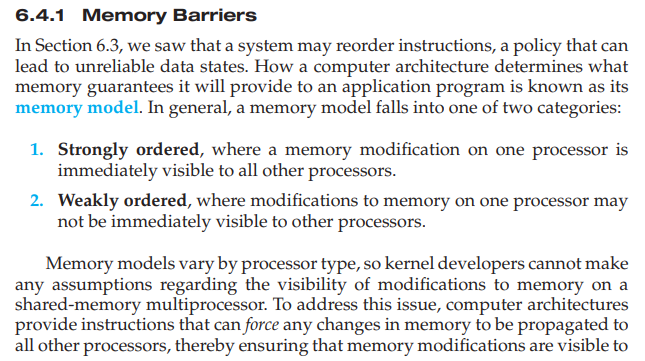 6.4.1 Memory Barriers
In Section 6.3, we saw that a system may reorder instructions, a policy that can
lead to unreliable data states. How a computer architecture determines what
memory guarantees it will provide to an application program is known as its
memory model. In general, a memory model falls into one of two categories:
1. Strongly ordered, where a memory modification on one processor is
immediately visible to all other processors.
2. Weakly ordered, where modifications to memory on one processor may
not be immediately visible to other processors.
Memory models vary by processor type, so kernel developers cannot make
any assumptions regarding the visibility of modifications to memory on a
shared-memory multiprocessor. To address this issue, computer architectures
provide instructions that can force any changes in memory to be propagated to
all other processors, thereby ensuring that memory modifications are visible to